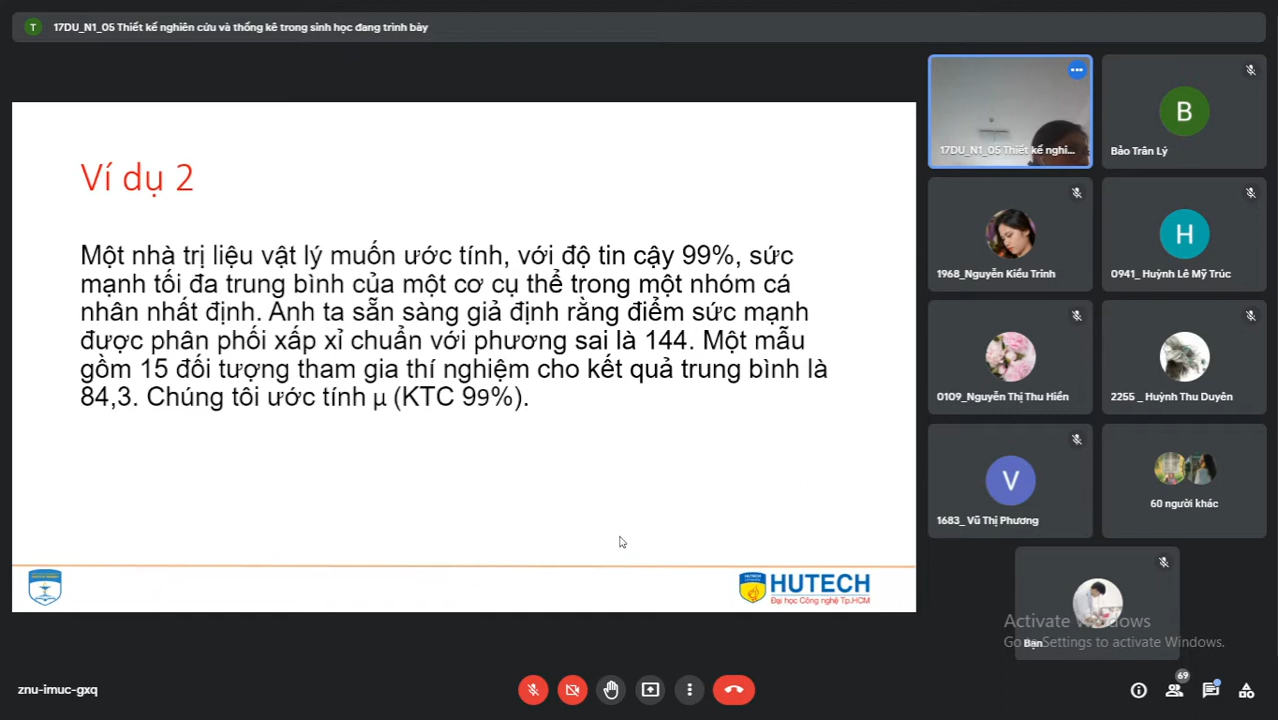 T 17DU_N1_05 Thiết kế nghiên cứu và thống kê trong sinh học đang trình bày
Ví dụ 2
Một nhà trị liệu vật lý muốn ước tính, với độ tin cậy 99%, sức
mạnh tối đa trung bình của một cơ cụ thể trong một nhóm cá
nhân nhất định. Anh ta sẵn sàng giả định rằng điểm sức mạnh
được phân phối xấp xỉ chuẩn với phương sai là 144. Một mẫu
gồm 15 đối tượng tham gia thí nghiệm cho kết quả trung bình là
84,3. Chúng tôi ước tính μ (KTC 99%).
HUTECH
Đại học Công nghệ Tp.HCM
17DU_N1_05 Thiết kế nghi...
B
Bảo Trân Lý
1968_Nguyễn Kiều Trinh
H
0941_ Huỳnh Lê Mỹ Trúc
0109_Nguyễn Thị Thu Hiền
2255 _ Huỳnh Thu Duyên
V
1683_ Vũ Thị Phương
60 người khác
Bạn
Activate Windows
Go to Settings to activate Windows.
znu-imuc-gxq
69